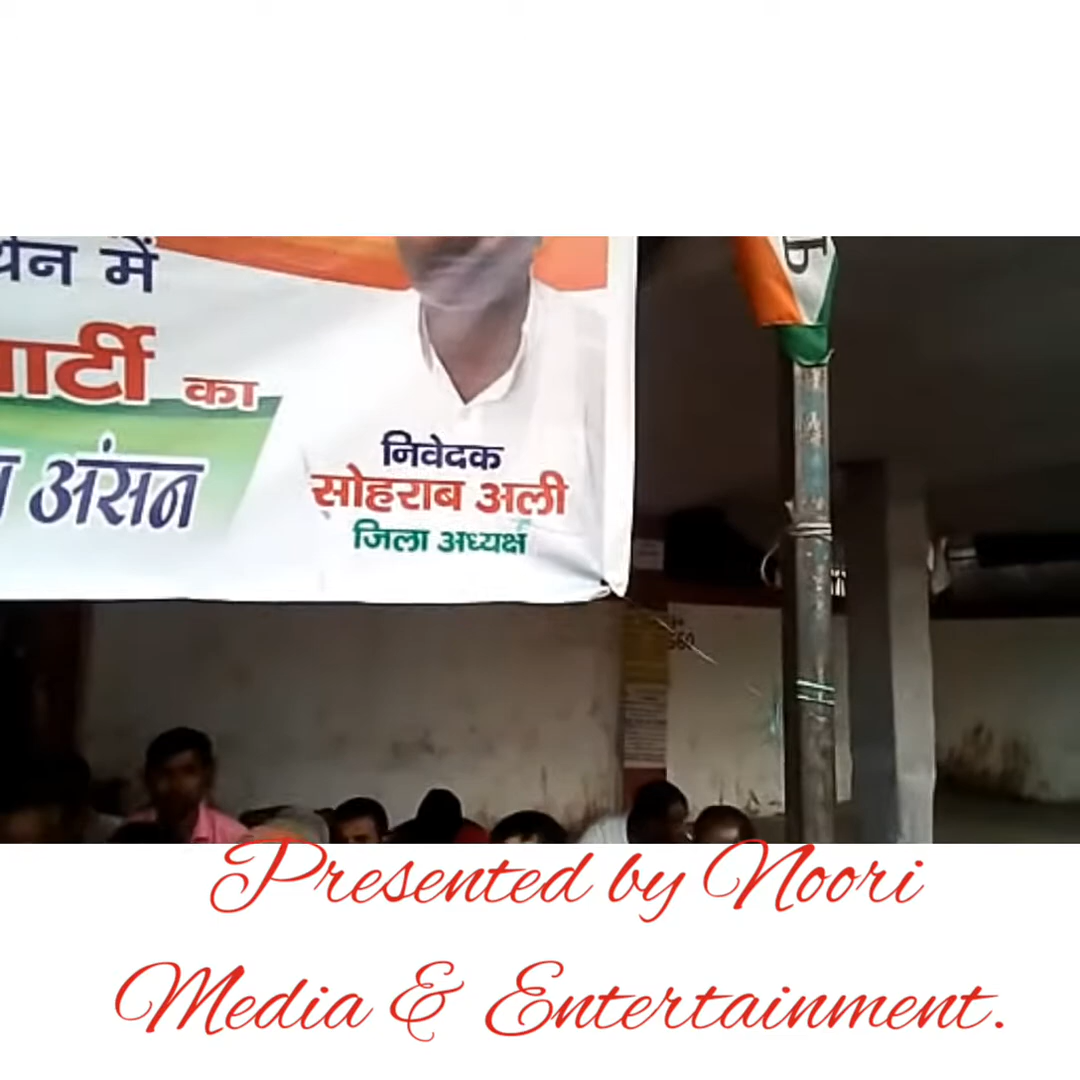 में
का
अंसन
निवेदक
सोहराब अली
जिला अध्यक्ष
Presented by Noori
Media & Entertainment.